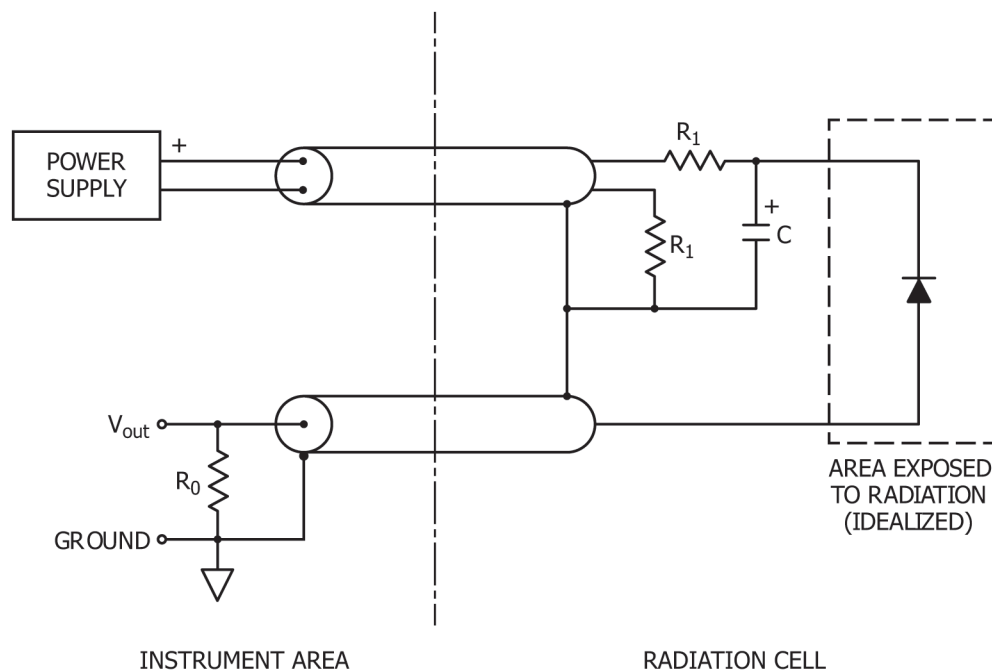 POWER
SUPPLY
+
R1
+
C
R1
Vout
R0
GROUND
AREA EXPOSED
TO RADIATION
(IDEALIZED)
INSTRUMENT AREA
RADIATION CELL